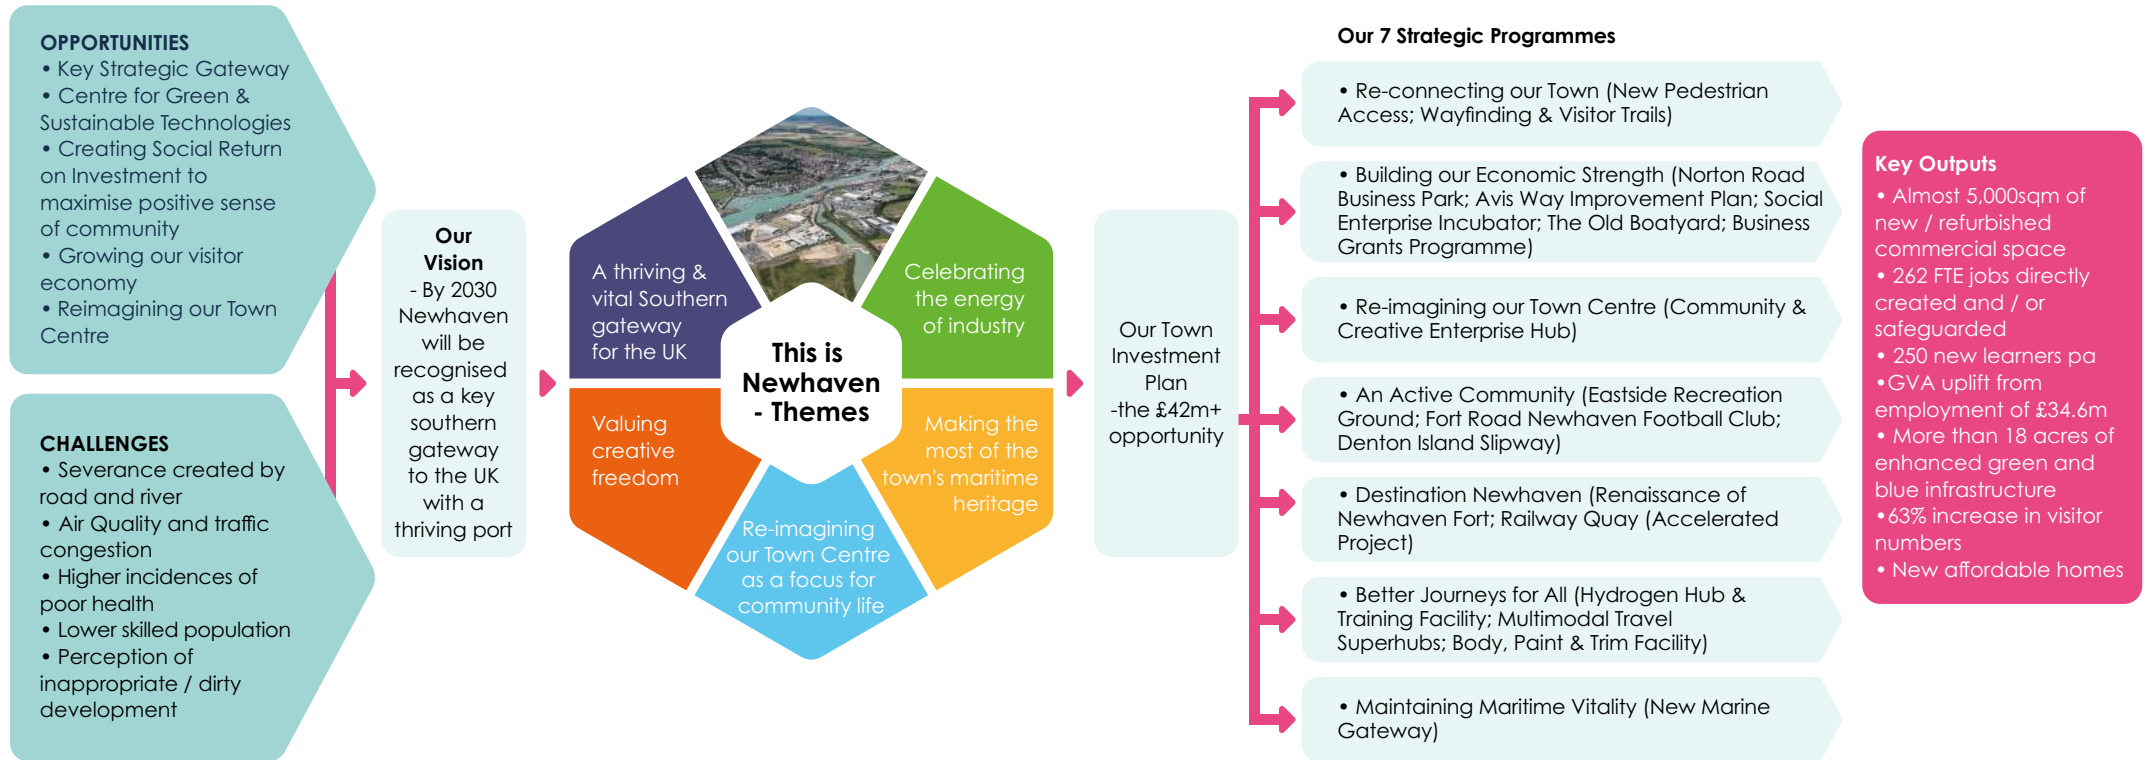 OPPORTUNITIES
• Key Strategic Gateway
• Centre for Green &
Sustainable Technologies
• Creating Social Return
on Investment to
maximise positive sense
of community
• Growing our visitor
economy
• Reimagining our Town
Centre
CHALLENGES
• Severance created by
road and river
• Air Quality and traffic
congestion
• Higher incidences of
poor health
• Lower skilled population
• Perception of
inappropriate / dirty
development
Our
Vision
- By 2030
Newhaven
will be
recognised
as a key
southern
gateway
to the UK
with a
thriving port
A thriving &
vital Southern
gateway
for the UK
Celebrating
the energy
of industry
This is
Newhaven
- Themes
Valuing
creative
freedom
Making the
most of the
town's maritime
heritage
Re-imagining
our Town Centre
as a focus for
community life
Our Town
Investment
Plan
-the £42m+
opportunity
Our 7 Strategic Programmes
• Re-connecting our Town (New Pedestrian
Access; Wayfinding & Visitor Trails)
• Building our Economic Strength (Norton Road
Business Park; Avis Way Improvement Plan; Social
Enterprise Incubator; The Old Boatyard; Business
Grants Programme)
• Re-imagining our Town Centre (Community &
Creative Enterprise Hub)
• An Active Community (Eastside Recreation
Ground; Fort Road Newhaven Football Club;
Denton Island Slipway)
• Destination Newhaven (Renaissance of
Newhaven Fort; Railway Quay (Accelerated
Project)
• Better Journeys for All (Hydrogen Hub &
Training Facility; Multimodal Travel
Superhubs; Body, Paint & Trim Facility)
• Maintaining Maritime Vitality (New Marine
Gateway)
Key Outputs
• Almost 5,000sqm of
new / refurbished
commercial space
• 262 FTE jobs directly
created and / or
safeguarded
• 250 new learners pa
•GVA uplift from
employment of £34.6m
• More than 18 acres of
enhanced green and
blue infrastructure
•63% increase in visitor
numbers
• New affordable homes